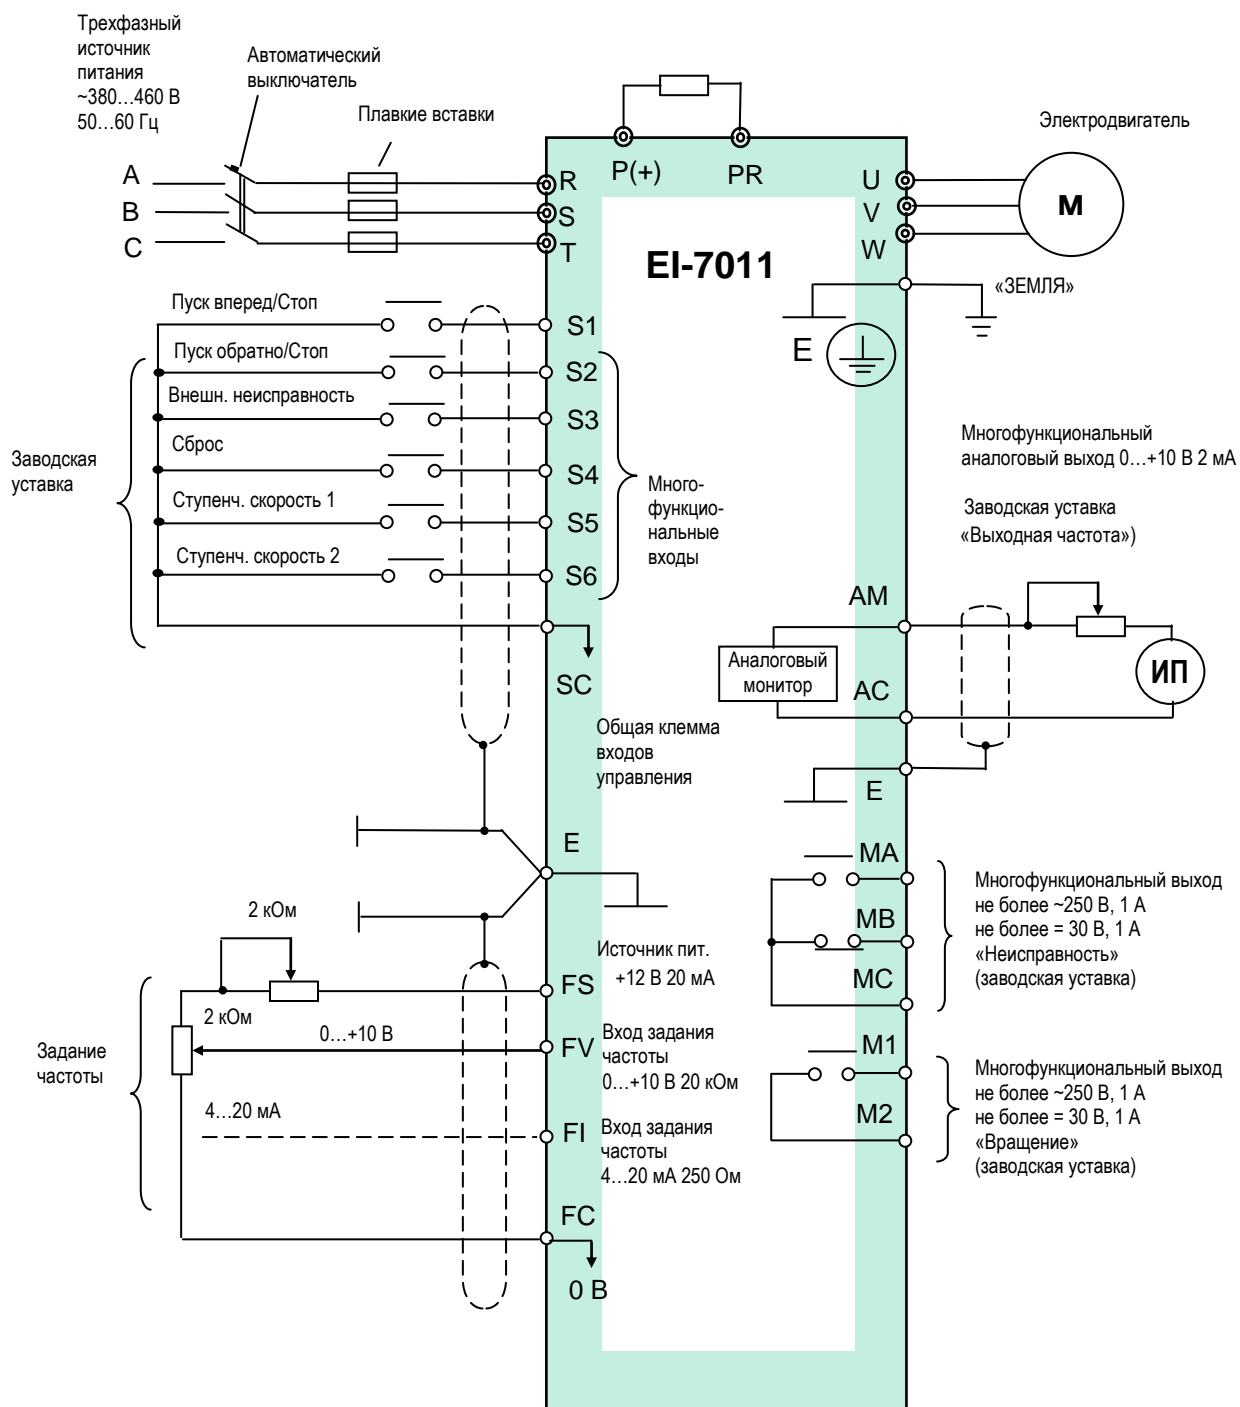 Трехфазный
источник
питания
~380…460 В
50…60 Гц
Автоматический
выключатель
Плавкие вставки
Электродвигатель
P(+)
PR
A
B
C
R
S
T
U
V
W
М
EI-7011
«ЗЕМЛЯ»
E
Пуск вперед/Стоп
S1
Пуск обратно/Стоп
S2
Внешн. неисправность
S3
Сброс
S4
Ступенч. скорость 1
S5
Ступенч. скорость 2
S6
Заводская
уставка
Много-
функцио-
нальные
входы
SC
Общая клемма
входов
управления
Многофункциональный
аналоговый выход 0…+10 В 2 мА
Заводская уставка
«Выходная частота»)
AM
Аналоговый
монитор
AC
ИП
E
E
MA
MB
MC
Многофункциональный выход
не более ~250 В, 1 А
не более = 30 В, 1 А
«Неисправность»
(заводская уставка)
M1
M2
Многофункциональный выход
не более ~250 В, 1 А
не более = 30 В, 1 А
«Вращение»
(заводская уставка)
2 кОм
Источник пит.
+12 В 20 мА
FS
2 кОм
0…+10 В
FV
Вход задания
частоты
0…+10 В 20 кОм
Задание
частоты
4…20 мА
FI
Вход задания
частоты
4…20 мА 250 Ом
FC
0 В